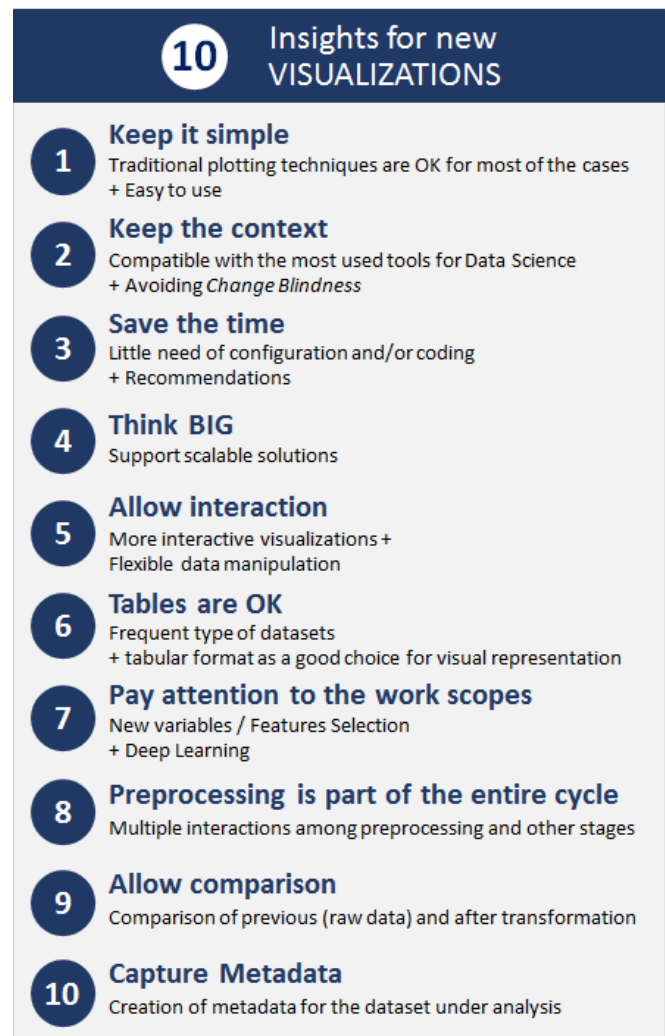 10
Insights for new
VISUALIZATIONS
1
Keep it simple
Traditional plotting techniques are OK for most of the cases
+ Easy to use
2
Keep the context
Compatible with the most used tools for Data Science
+ Avoiding Change Blindness
3
Save the time
Little need of configuration and/or coding
+ Recommendations
4
Think BIG
Support scalable solutions
5
Allow interaction
More interactive visualizations +
Flexible data manipulation
6
Tables are OK
Frequent type of datasets
+ tabular format as a good choice for visual representation
7
Pay attention to the work scopes
New variables / Features Selection
+ Deep Learning
8
Preprocessing is part of the entire cycle
Multiple interactions among preprocessing and other stages
9
Allow comparison
Comparison of previous (raw data) and after transformation
10
Capture Metadata
Creation of metadata for the dataset under analysis